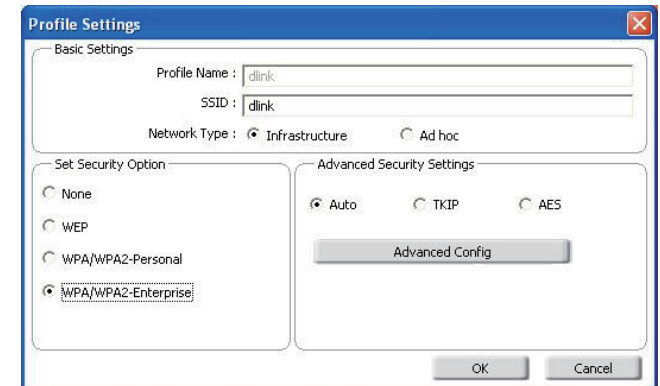 Profile Settings
Basic Settings
Profile Name : dlink
SSID : dlink
Network Type : Infrastructure Ad hoc
Set Security Option
None
WEP
WPA/WPA2-Personal
WPA/WPA2-Enterprise
Advanced Security Settings
Auto TKIP AES
Advanced Config
OK Cancel